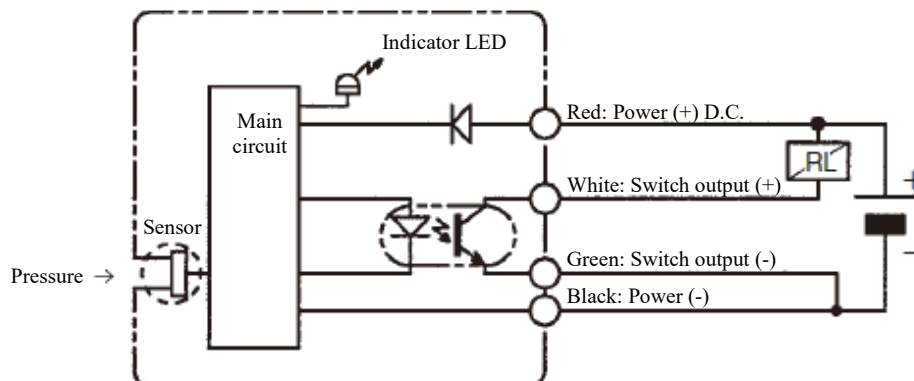 Indicator LED
Main
circuit
Red: Power (+) D.C.
RL
+
White: Switch output (+)
Sensor
−
Pressure →
Green: Switch output (-)
Black: Power (-)